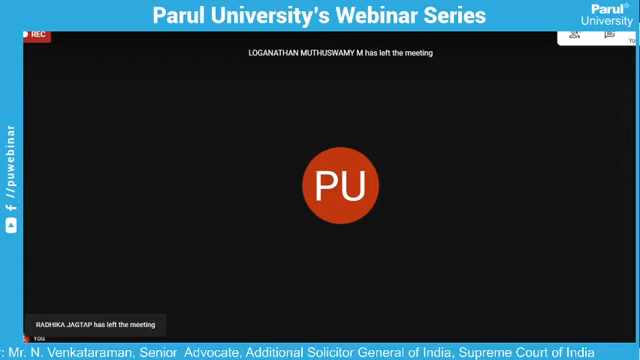 Parul University's Webinar Series
Parul®
University
REC
Yo
LOGANATHAN MUTHUSWAMY M has left the meeting
//puwebinar
PU
RADHIKA JAGTAP has left the meeting
You
: Mr. N. Venkataraman, Senior Advocate, Additional Solicitor General of India, Supreme Court of India